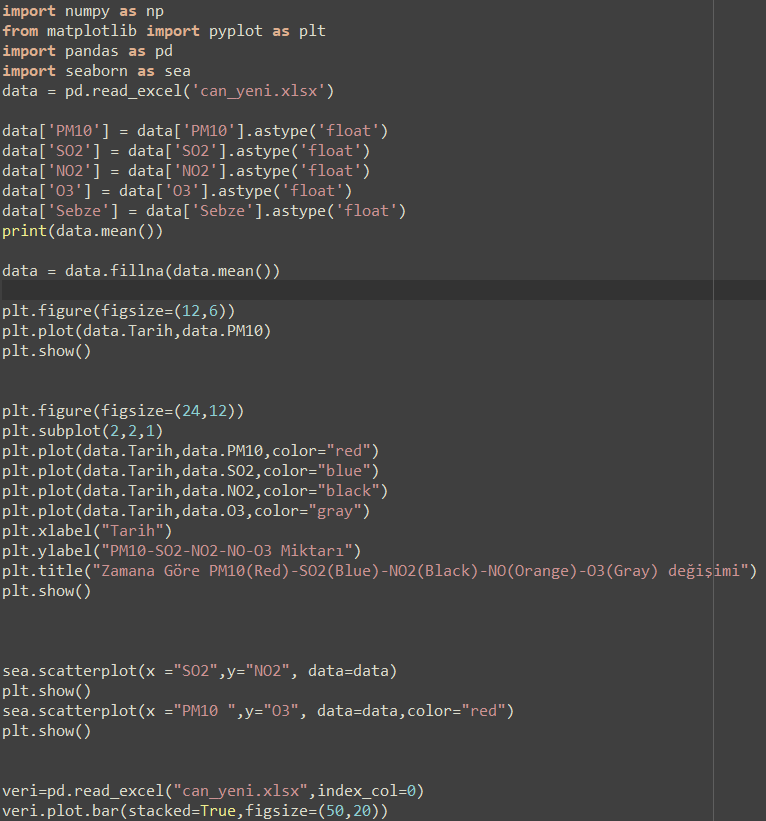 import numpy as np
from matplotlib import pyplot as plt
import pandas as pd
import seaborn as sea
data = pd.read_excel('can_yeni.xlsx')
data['PM10'] = data['PM10'].astype('float')
data['SO2'] = data['SO2'].astype('float')
data['NO2'] = data['NO2'].astype('float')
data['O3'] = data['O3'].astype('float')
data['Sebze'] = data['Sebze'].astype('float')
print(data.mean())
data = data.fillna(data.mean())
plt.figure(figsize=(12,6))
plt.plot(data.Tarih,data.PM10)
plt.show()
plt.figure(figsize=(24,12))
plt.subplot(2,2,1)
plt.plot(data.Tarih,data.PM10,color="red")
plt.plot(data.Tarih,data.SO2,color="blue")
plt.plot(data.Tarih,data.NO2,color="black")
plt.plot(data.Tarih,data.O3,color="gray")
plt.xlabel("Tarih")
plt.ylabel("PM10-SO2-NO2-NO-O3 Miktarı")
plt.title("Zamana Göre PM10(Red)-SO2(Blue)-NO2(Black)-NO(Orange)-O3(Gray) değişimi")
plt.show()
sea.scatterplot(x ="SO2",y="NO2", data=data)
plt.show()
sea.scatterplot(x ="PM10 ",y="O3", data=data,color="red")
plt.show()
veri=pd.read_excel("can_yeni.xlsx",index_col=0)
veri.plot.bar(stacked=True,figsize=(50,20))